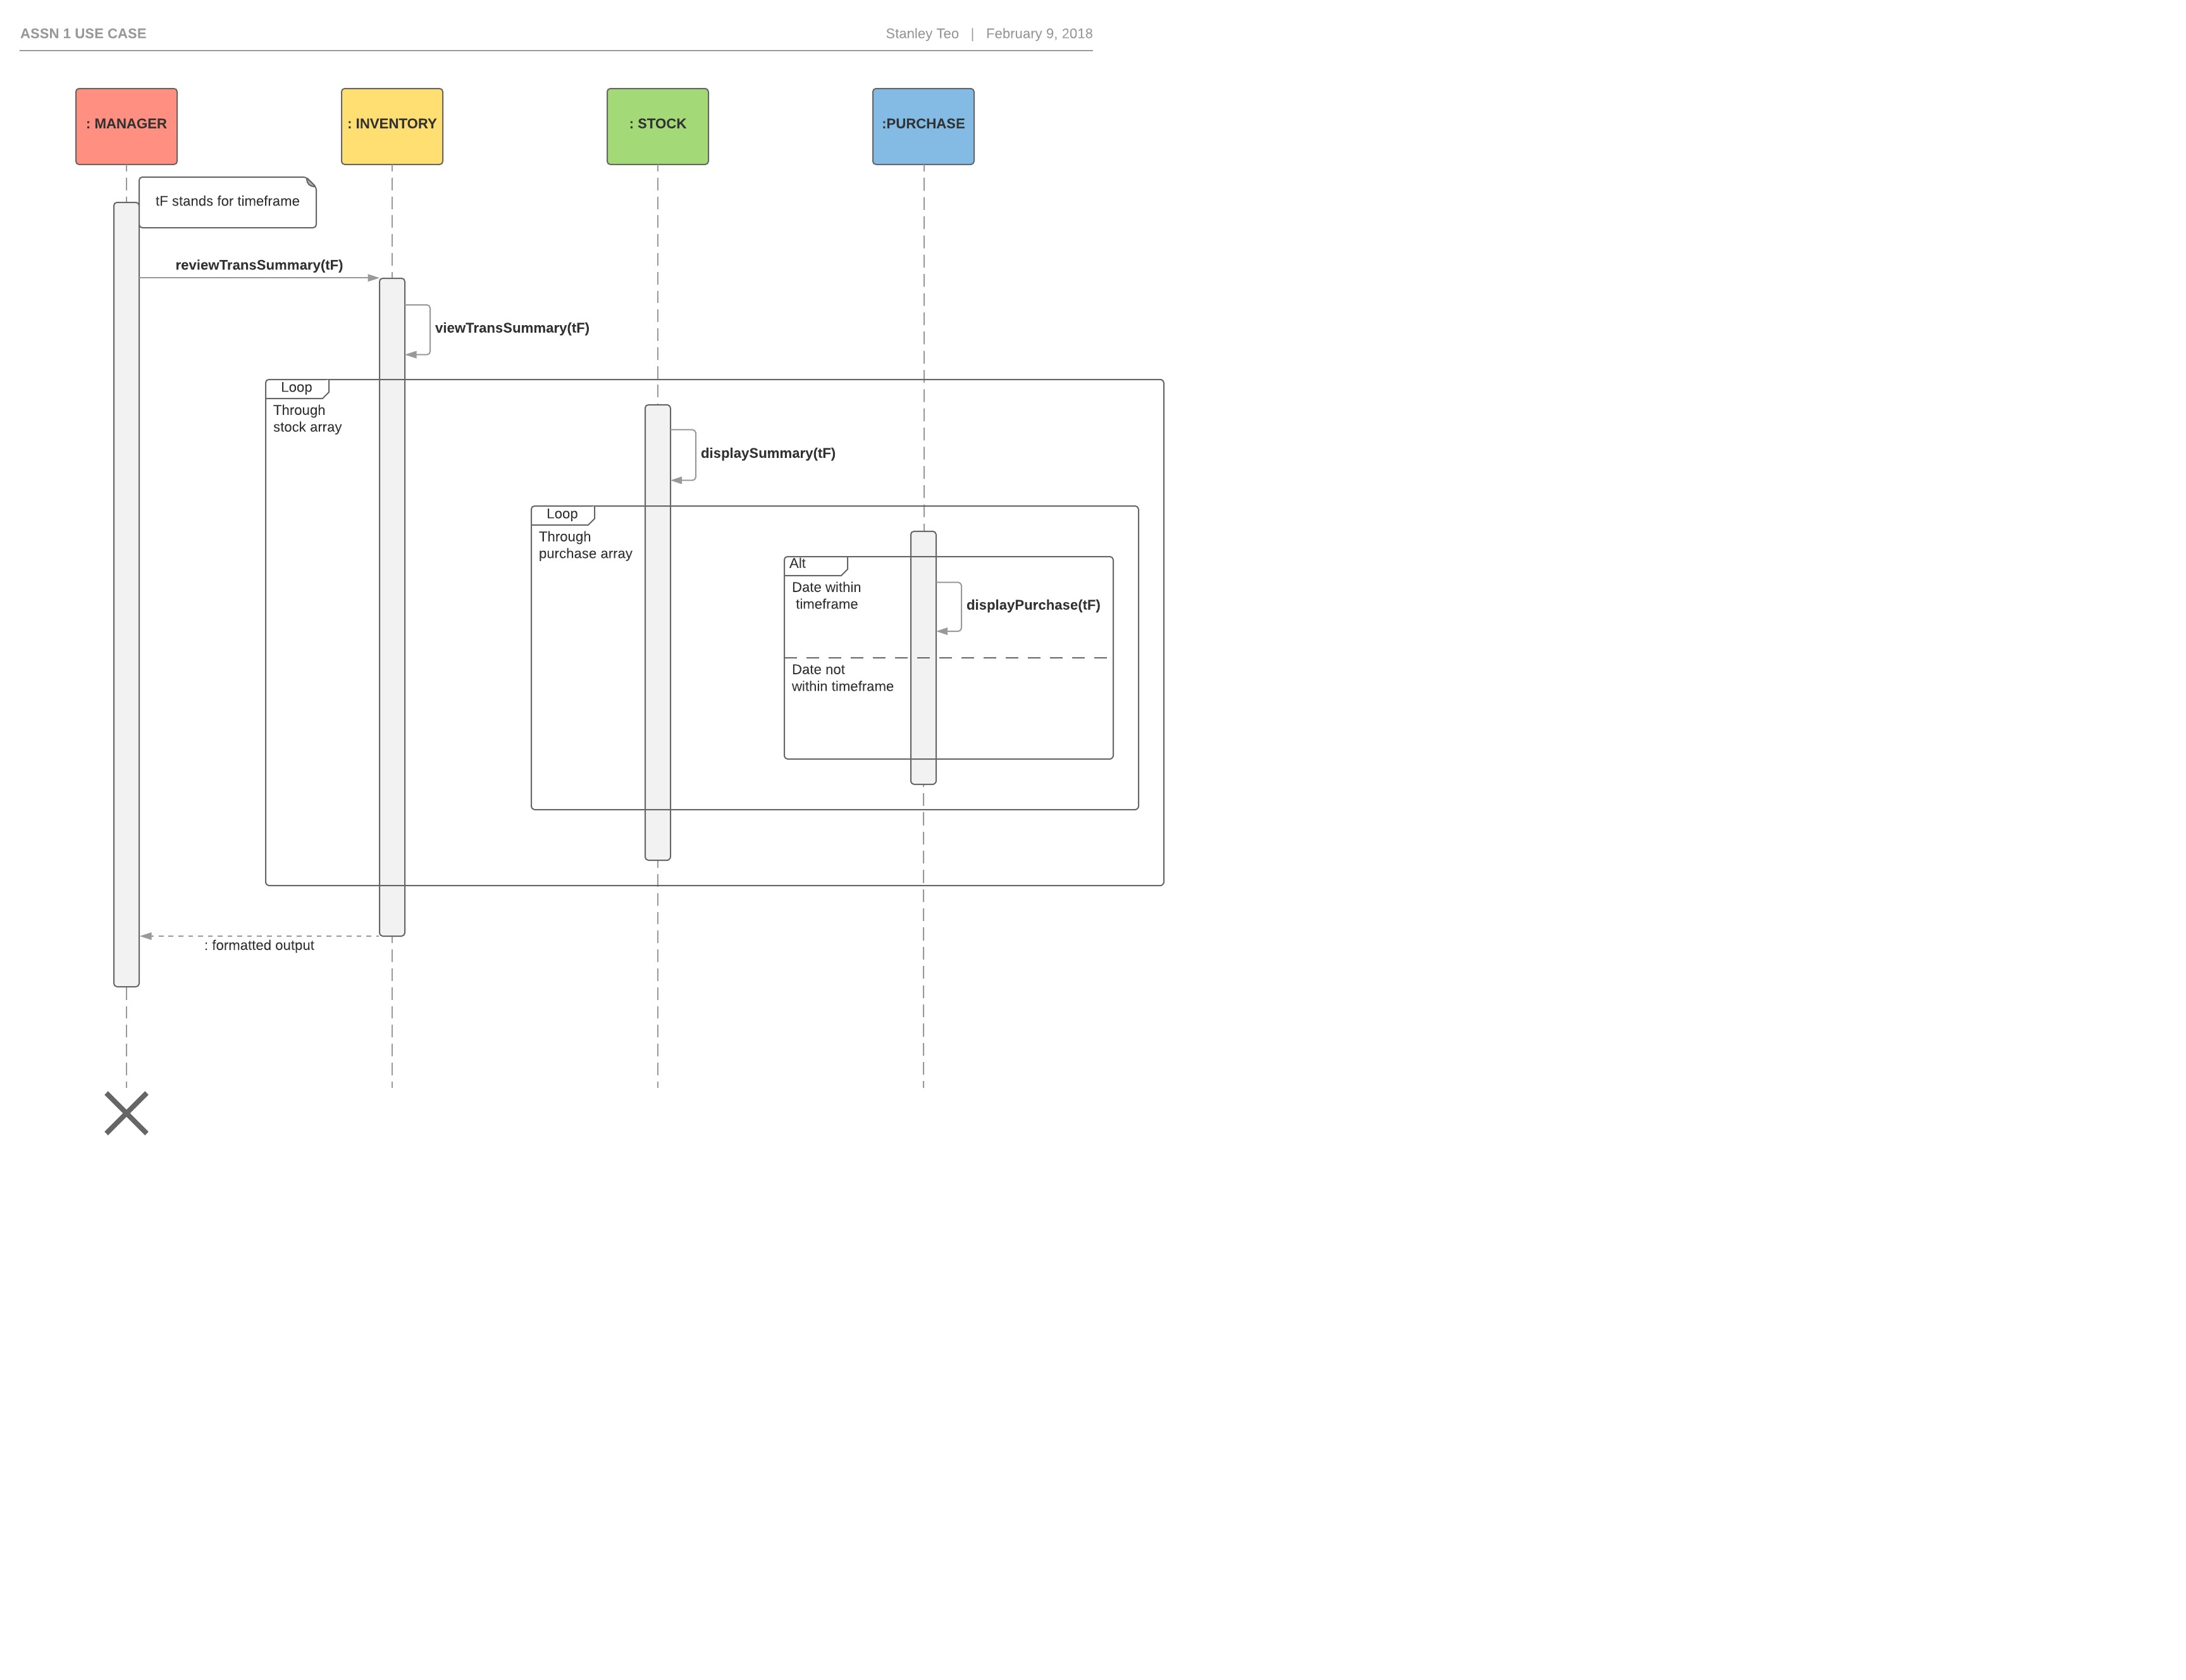 ASSN 1 USE CASE
Stanley Teo | February 9, 2018
: MANAGER
: INVENTORY
: STOCK
:PURCHASE
tF stands for timeframe
reviewTransSummary(tF)
viewTransSummary(tF)
Loop
Through
stock array
displaySummary(tF)
Loop
Through
purchase array
Alt
Date within
timeframe
displayPurchase(tF)
Date not
within timeframe
: formatted output